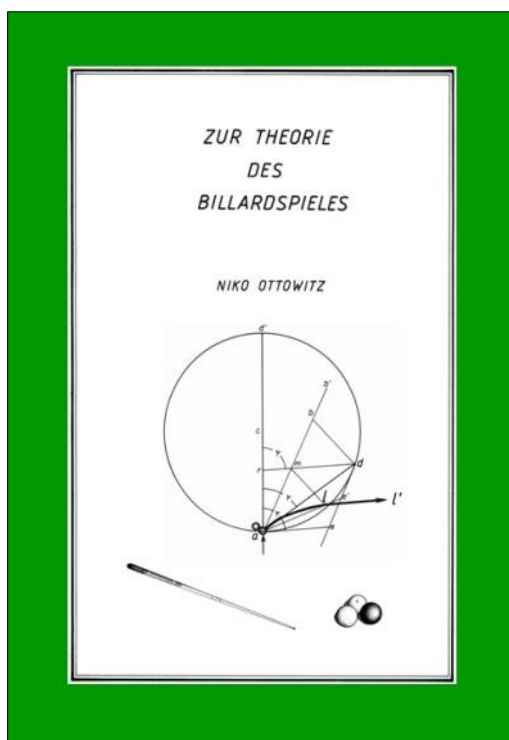 ZUR THEORIE
DES
BILLARDSPIELES
NIKO OTTOWITZ
d'
b'
b
c
γ
m
r
d
γ
l
l'
γ
e
a